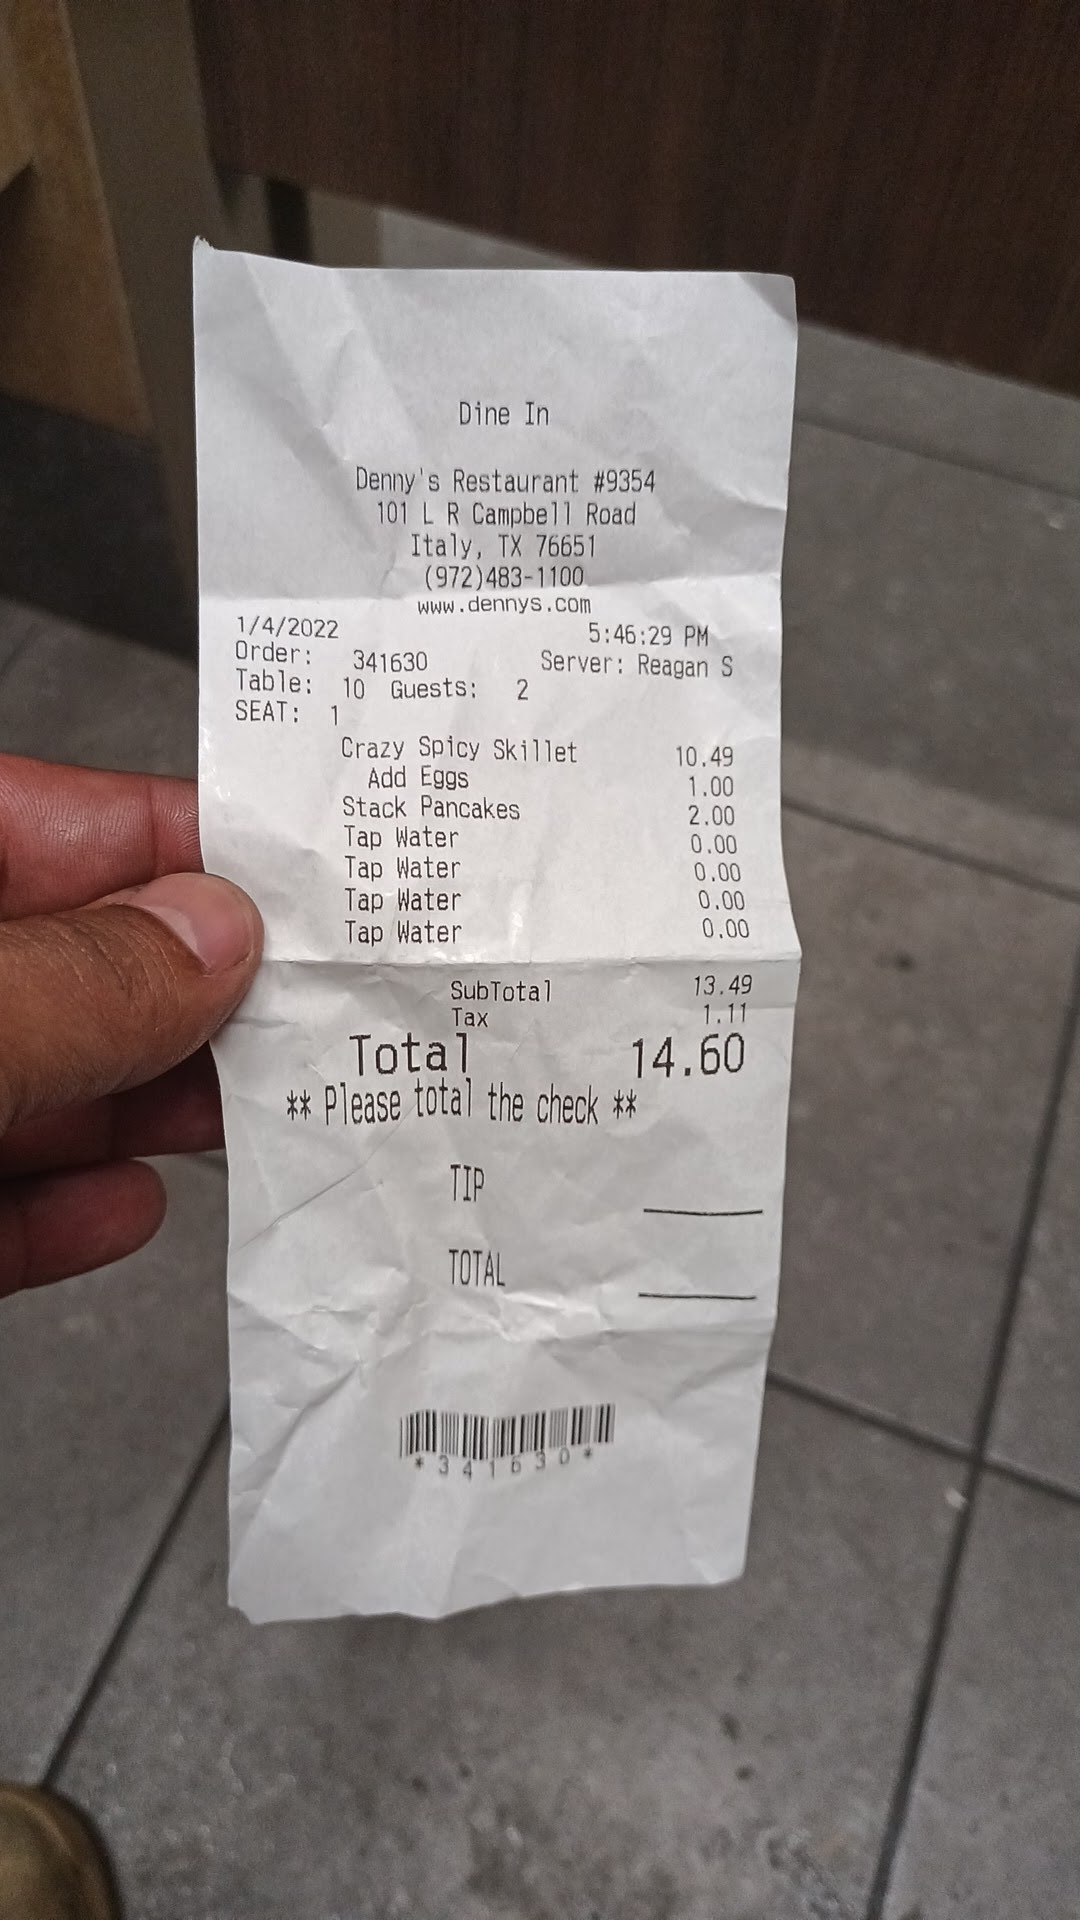 Dine In
Denny's Restaurant #9354
101 L R Campbell Road
Italy, TX 76651
(972)483-1100
www.dennys.com
1/4/2022 5:46:29 PM
Order: 341630 Server: Reagan S
Table: 10 Guests: 2
SEAT: 1
Crazy Spicy Skillet 10.49
Add Eggs 1.00
Stack Pancakes 2.00
Tap Water 0.00
Tap Water 0.00
Tap Water 0.00
Tap Water 0.00
SubTotal 13.49
Tax 1.11
Total 14.60
** Please total the check **
TIP
TOTAL
*341630*